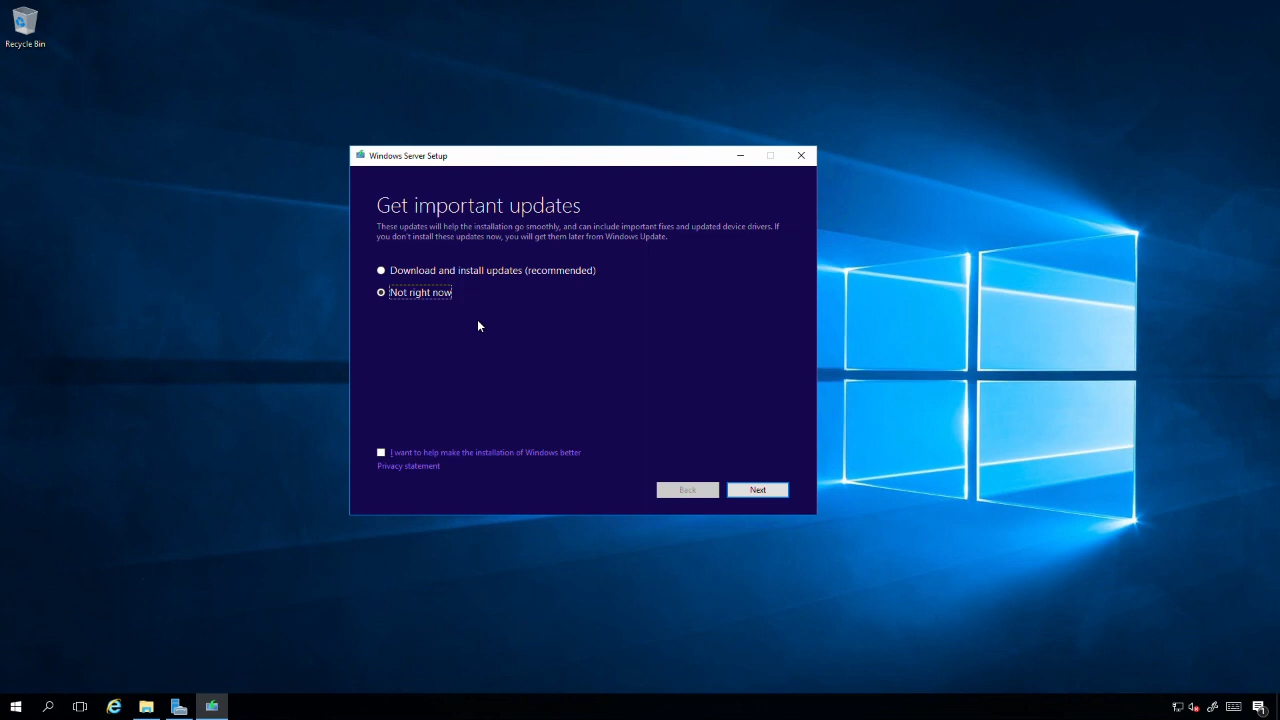 Recycle Bin
Windows Server Setup
Get important updates
These updates will help the installation go smoothly, and can include important fixes and updated device drivers. If
you don't install these updates now, you will get them later from Windows Update.
Download and install updates (recommended)
Not right now
I want to help make the installation of Windows better
Privacy statement
Back
Next